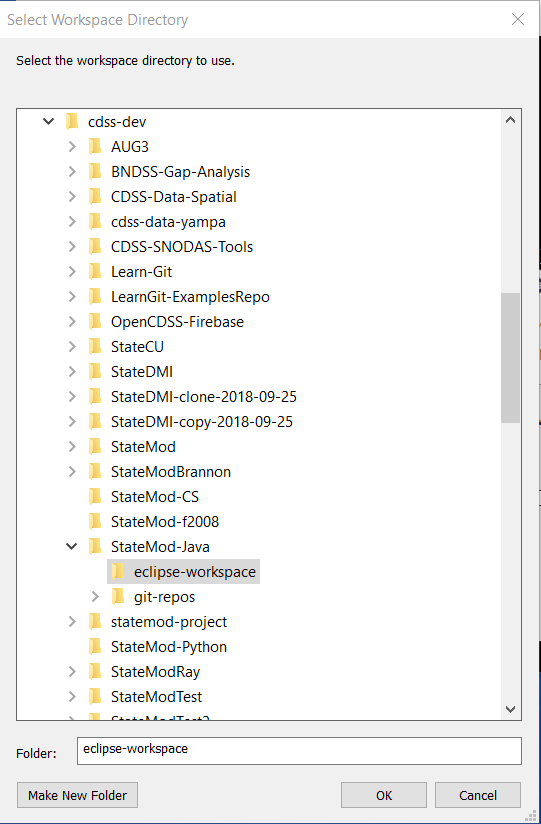 Select Workspace Directory
Select the workspace directory to use.
cdss-dev
AUG3
BNDSS-Gap-Analysis
CDSS-Data-Spatial
cdss-data-yampa
CDSS-SNODAS-Tools
Learn-Git
LearnGit-ExamplesRepo
OpenCDSS-Firebase
StateCU
StateDMI
StateDMI-clone-2018-09-25
StateDMI-copy-2018-09-25
StateMod
StateModBrannon
StateMod-CS
StateMod-f2008
StateMod-Java
eclipse-workspace
git-repos
statemod-project
StateMod-Python
StateModRay
StateModTest
StateModTest2
Folder: eclipse-workspace
Make New Folder OK Cancel